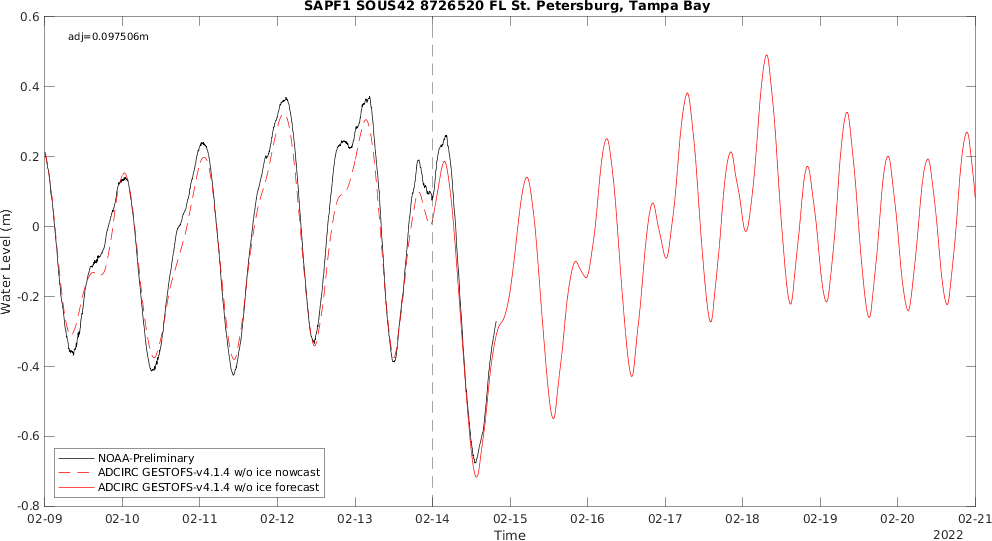 SAPF1 SOUS42 8726520 FL St. Petersburg, Tampa Bay
adj=0.097506m
0.6
0.4
0.2
0
-0.2
-0.4
-0.6
-0.8
Water Level (m)
NOAA-Preliminary
ADCIRC GESTOFS-v4.1.4 w/o ice nowcast
ADCIRC GESTOFS-v4.1.4 w/o ice forecast
02-09 02-10 02-11 02-12 02-13 02-14 02-15 02-16 02-17 02-18 02-19 02-20 02-21
Time
2022